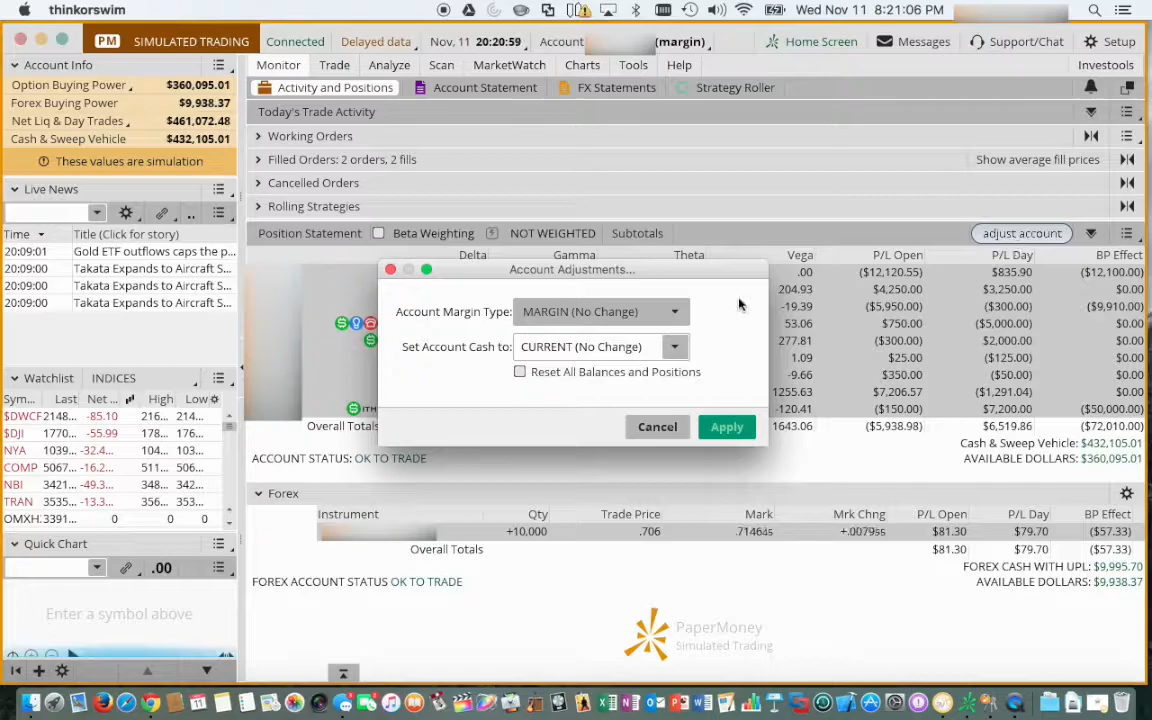 thinkorswim
Wed Nov 11 8:21:06 PM
PM SIMULATED TRADING Connected Delayed data Nov, 11 20:20:59 Account (margin) Home Screen Messages Support/Chat Setup
Account Info
Option Buying Power $360,095.01
Forex Buying Power $9,938.37
Net Liq & Day Trades $461,072.48
Cash & Sweep Vehicle $432,105.01
These values are simulation
Live News
Time Title (Click for story)
20:09:01 Gold ETF outflows caps the p...
20:09:00 Takata Expands to Aircraft S...
20:09:00 Takata Expands to Aircraft S...
20:09:00 Takata Expands to Aircraft S...
Watchlist INDICES
Sym... Last Net ... High Low
$DWCF 2148... -85.10 216... 214...
$DJI 1770... -55.99 178... 176...
NYA 1039... -32.4... 104... 103...
COMP 5067... -16.2... 511... 506...
NBI 3421... -49.3... 348... 342...
TRAN 3535... -13.3... 356... 353...
OMXH: 3391... 0 0 0
Quick Chart
.00
Enter a symbol above
Monitor Trade Analyze Scan MarketWatch Charts Tools Help Investools
Activity and Positions Account Statement FX Statements Strategy Roller
Today's Trade Activity
Working Orders
Filled Orders: 2 orders, 2 fills Show average fill prices
Cancelled Orders
Rolling Strategies
Position Statement Beta Weighting NOT WEIGHTED Subtotals adjust account
Delta Gamma Theta Vega P/L Open P/L Day BP Effect
.00 ($12,120.55) $835.90 ($12,100.00)
204.93 $4,250.00 $3,250.00 $0.00
-19.39 ($5,950.00) ($300.00) ($9,910.00)
53.06 $750.00 ($5,000.00) $0.00
277.81 $300.00 ($300.00) $0.00
1.09 $25.00 ($125.00) $0.00
-9.66 $350.00 ($50.00) $0.00
1255.63 $7,206.57 ($1,291.04) $0.00
-120.41 ($150.00) $7,200.00 ($50,000.00)
Overall Totals 1643.06 ($5,938.98) $6,519.86 ($72,010.00)
Cash & Sweep Vehicle: $432,105.01
ACCOUNT STATUS: OK TO TRADE AVAILABLE DOLLARS: $360,095.01
Account Adjustments...
Account Margin Type: MARGIN (No Change)
Set Account Cash to: CURRENT (No Change)
Reset All Balances and Positions
Cancel Apply
Forex
Instrument Qty Trade Price Mark Mrk Chng P/L Open P/L Day BP Effect
+10,000 .706 $81.30 $79.70 ($57.33)
Overall Totals $81.30 $79.70 ($57.33)
FOREX CASH WITH UPL: $9,995.70
FOREX ACCOUNT STATUS OK TO TRADE AVAILABLE DOLLARS: $9,938.37
PaperMoney
Simulated Trading